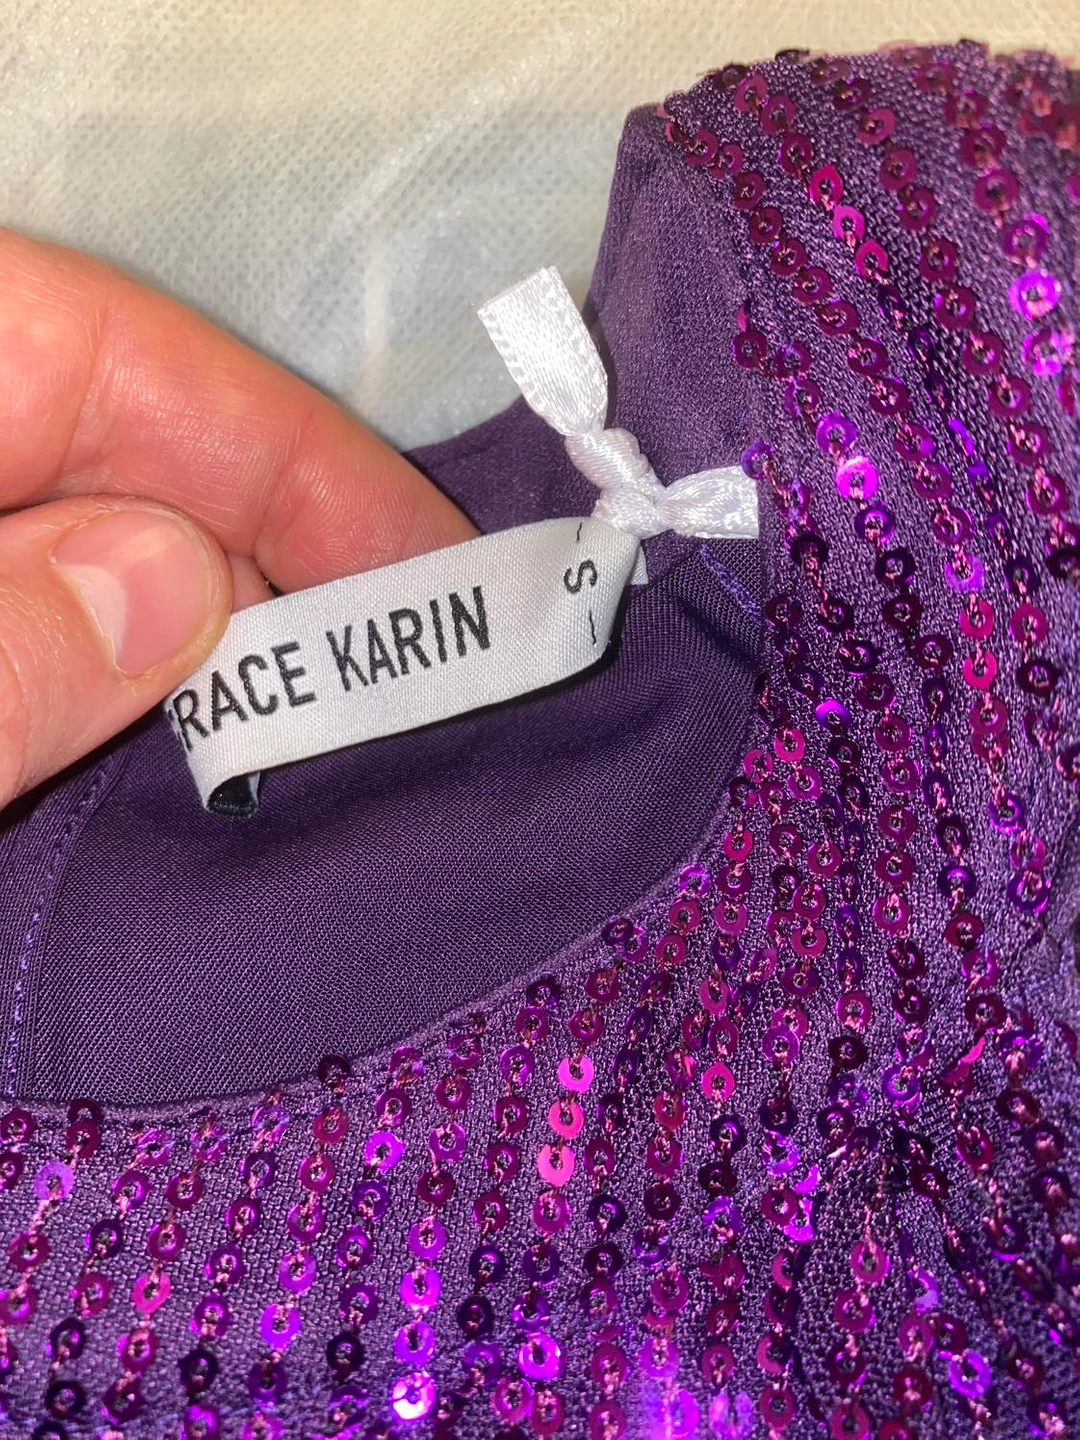 RACE KARIN
- S -